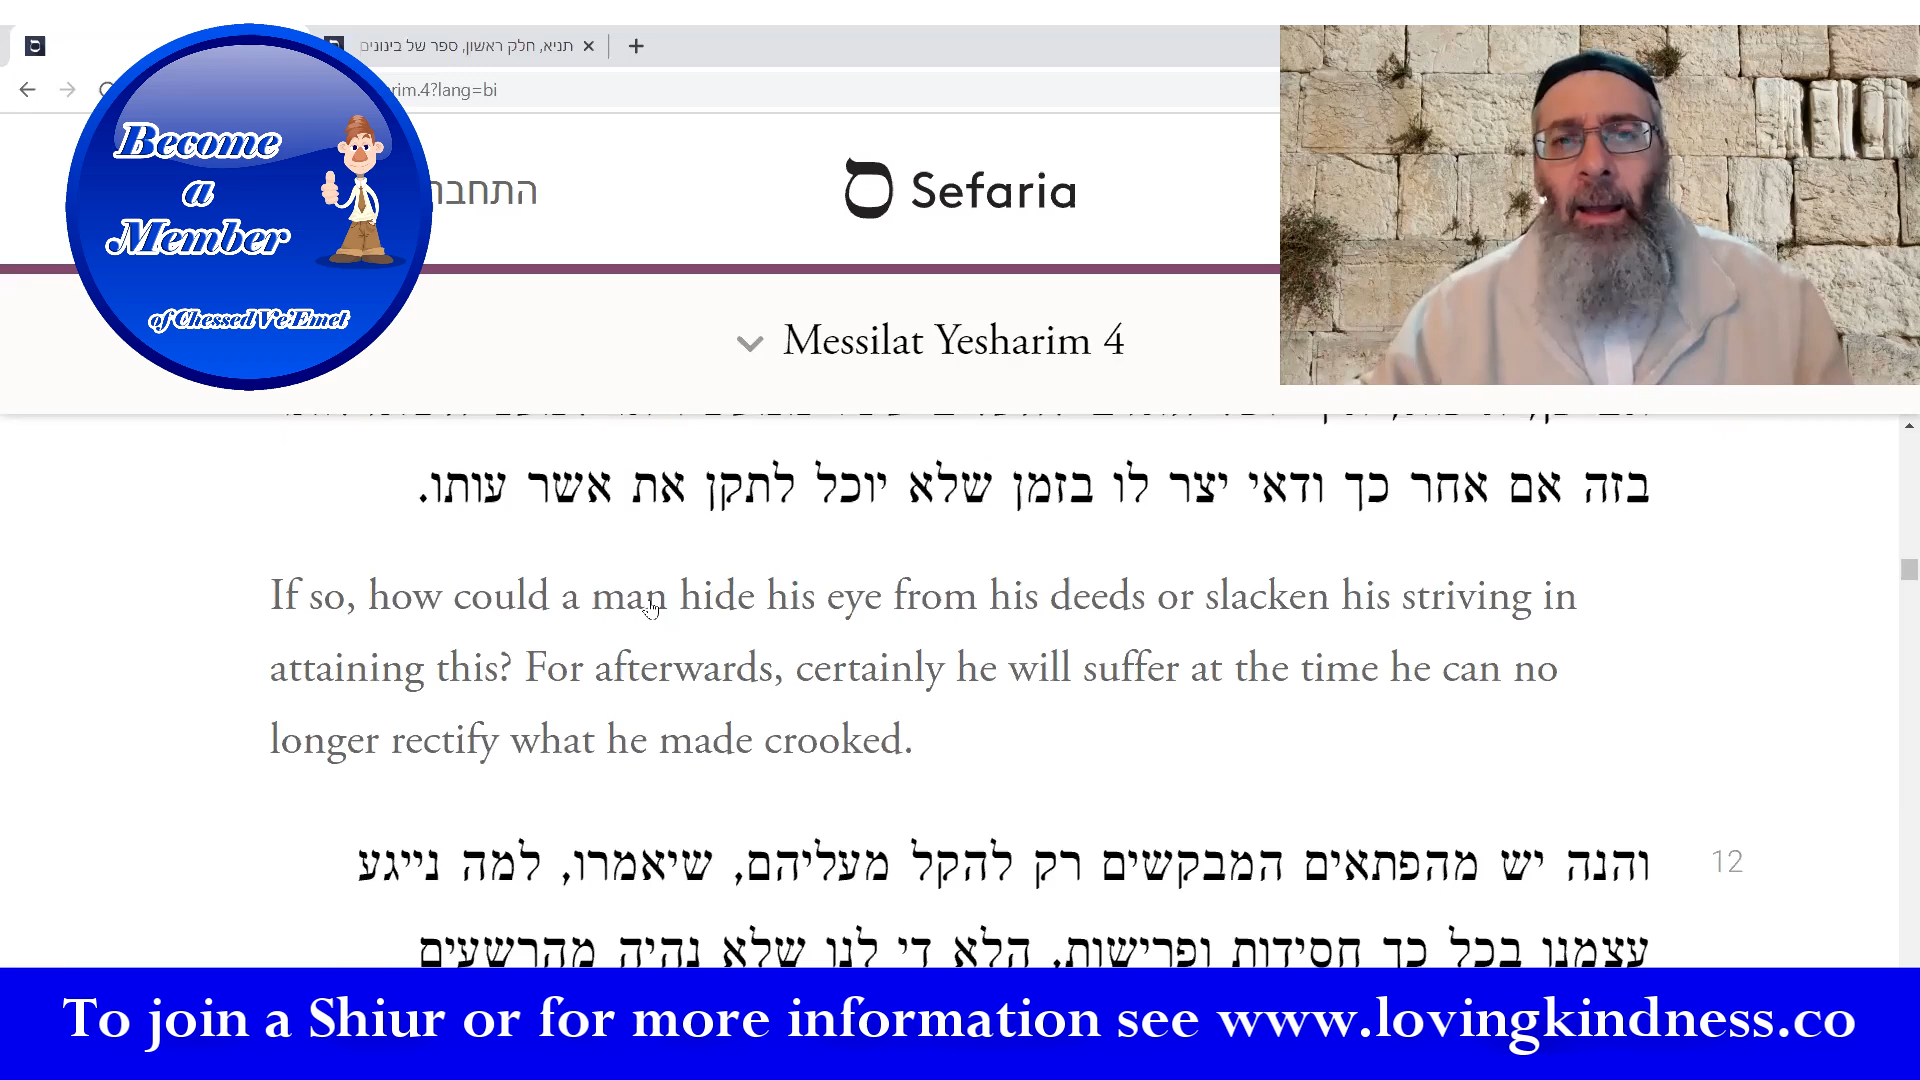 תניא, חלק ראשון, ספר של בינונים
rim.4?lang=bi
Become
a
Member
of Chessed V'e'Emet
התחבר
Sefaria
Messilat Yesharim 4
בזה אם אחר כך ודאי יצר לו בזמן שלא יוכל לתקן את אשר עותו.
If so, how could a man hide his eye from his deeds or slacken his striving in
attaining this? For afterwards, certainly he will suffer at the time he can no
longer rectify what he made crooked.
והנה יש מהפתאים המבקשים רק להקל מעליהם, שיאמרו, למה נייגע
12
עצמנו בכל כך חסידות ופרישות, הלא די לנו שלא נהיה מהרשעים
To join a Shiur or for more information see www.lovingkindness.co